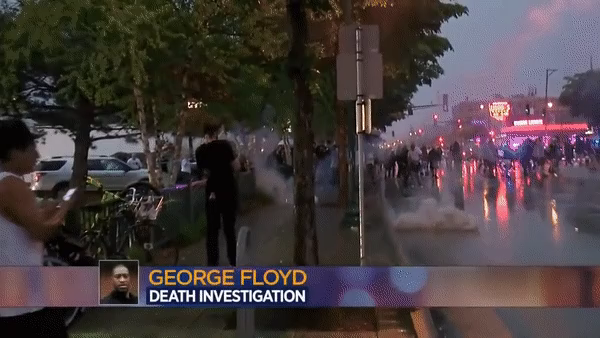 GEORGE FLOYD
DEATH INVESTIGATION